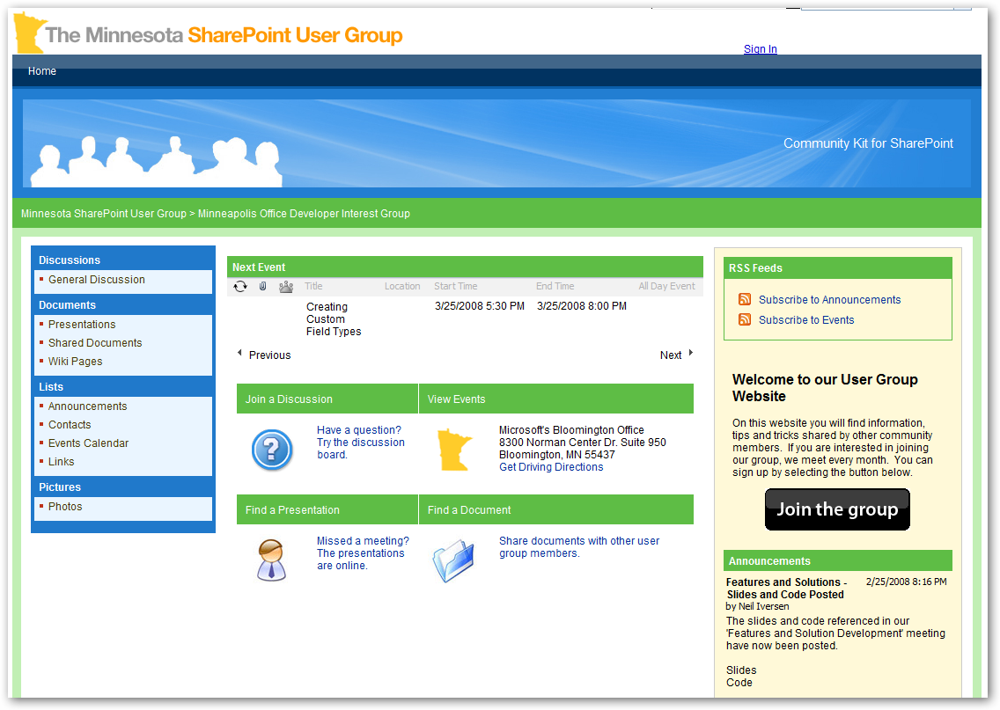 The Minnesota SharePoint User Group
Sign In
Home
Community Kit for SharePoint
Minnesota SharePoint User Group > Minneapolis Office Developer Interest Group
Discussions
General Discussion
Documents
Presentations
Shared Documents
Wiki Pages
Lists
Announcements
Contacts
Events Calendar
Links
Pictures
Photos
Next Event
Title Location Start Time End Time All Day Event
Creating 3/25/2008 5:30 PM 3/25/2008 8:00 PM
Custom
Field Types
Previous Next
Join a Discussion
Have a question?
Try the discussion
board.
View Events
Microsoft's Bloomington Office
8300 Norman Center Dr. Suite 950
Bloomington, MN 55437
Get Driving Directions
Find a Presentation
Missed a meeting?
The presentations
are online.
Find a Document
Share documents with other user
group members.
RSS Feeds
Subscribe to Announcements
Subscribe to Events
Welcome to our User Group
Website
On this website you will find information,
tips and tricks shared by other community
members.  If you are interested in joining
our group, we meet every month.  You can
sign up by selecting the button below.
Join the group
Announcements
Features and Solutions - 2/25/2008 8:16 PM
Slides and Code Posted
by Neil Iversen
The slides and code referenced in our
'Features and Solution Development' meeting
have now been posted.
Slides
Code